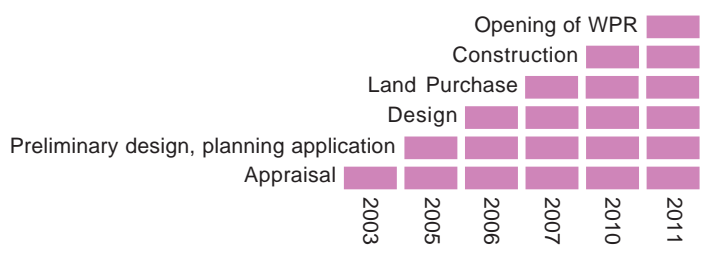 Opening of WPR
Construction
Land Purchase
Design
Preliminary design, planning application
Appraisal
2003
2005
2006
2007
2010
2011